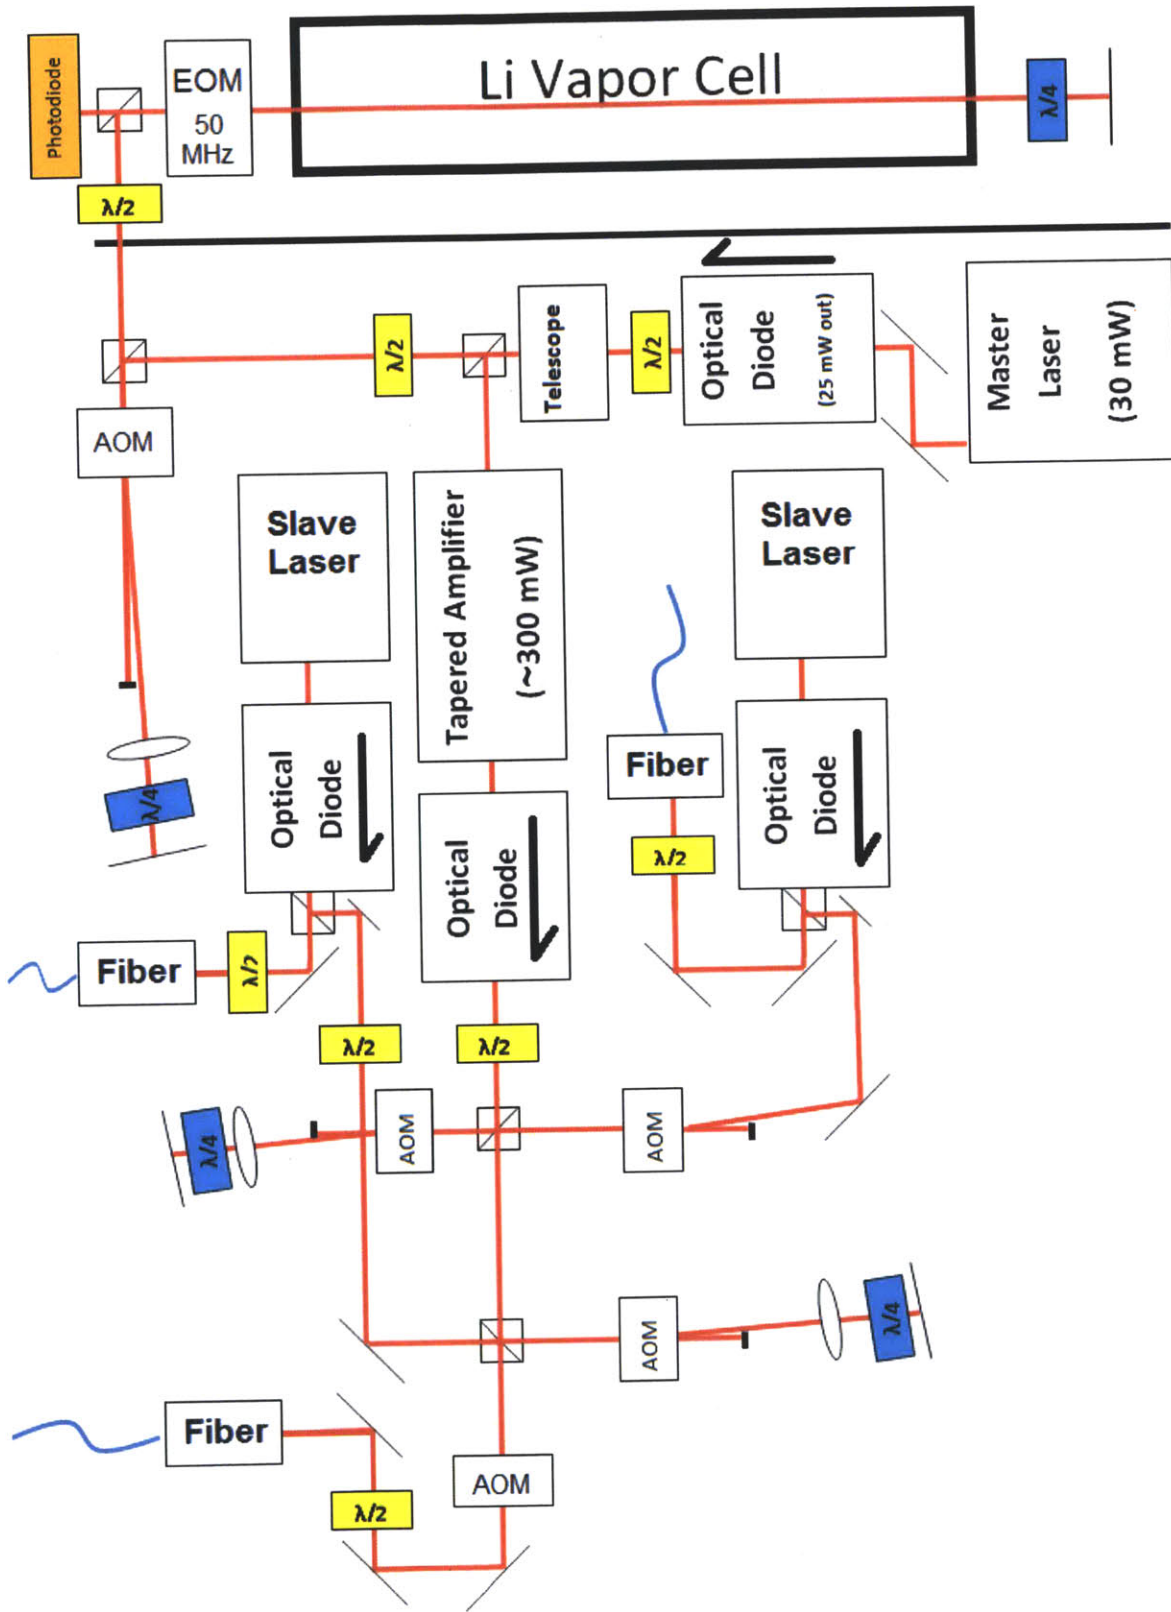 Photodiode
EOM
50
MHz
Li Vapor Cell
λ/4
λ/2
λ/2
Telescope
λ/2
Optical
Diode
(25 mW out)
Master
Laser
(30 mW)
AOM
Slave
Laser
Tapered Amplifier
(~300 mW)
Slave
Laser
λ/4
Optical
Diode
Optical
Diode
Fiber
λ/2
Optical
Diode
Fiber
λ/2
λ/2
λ/2
λ/4
AOM
AOM
AOM
λ/4
Fiber
AOM
λ/2